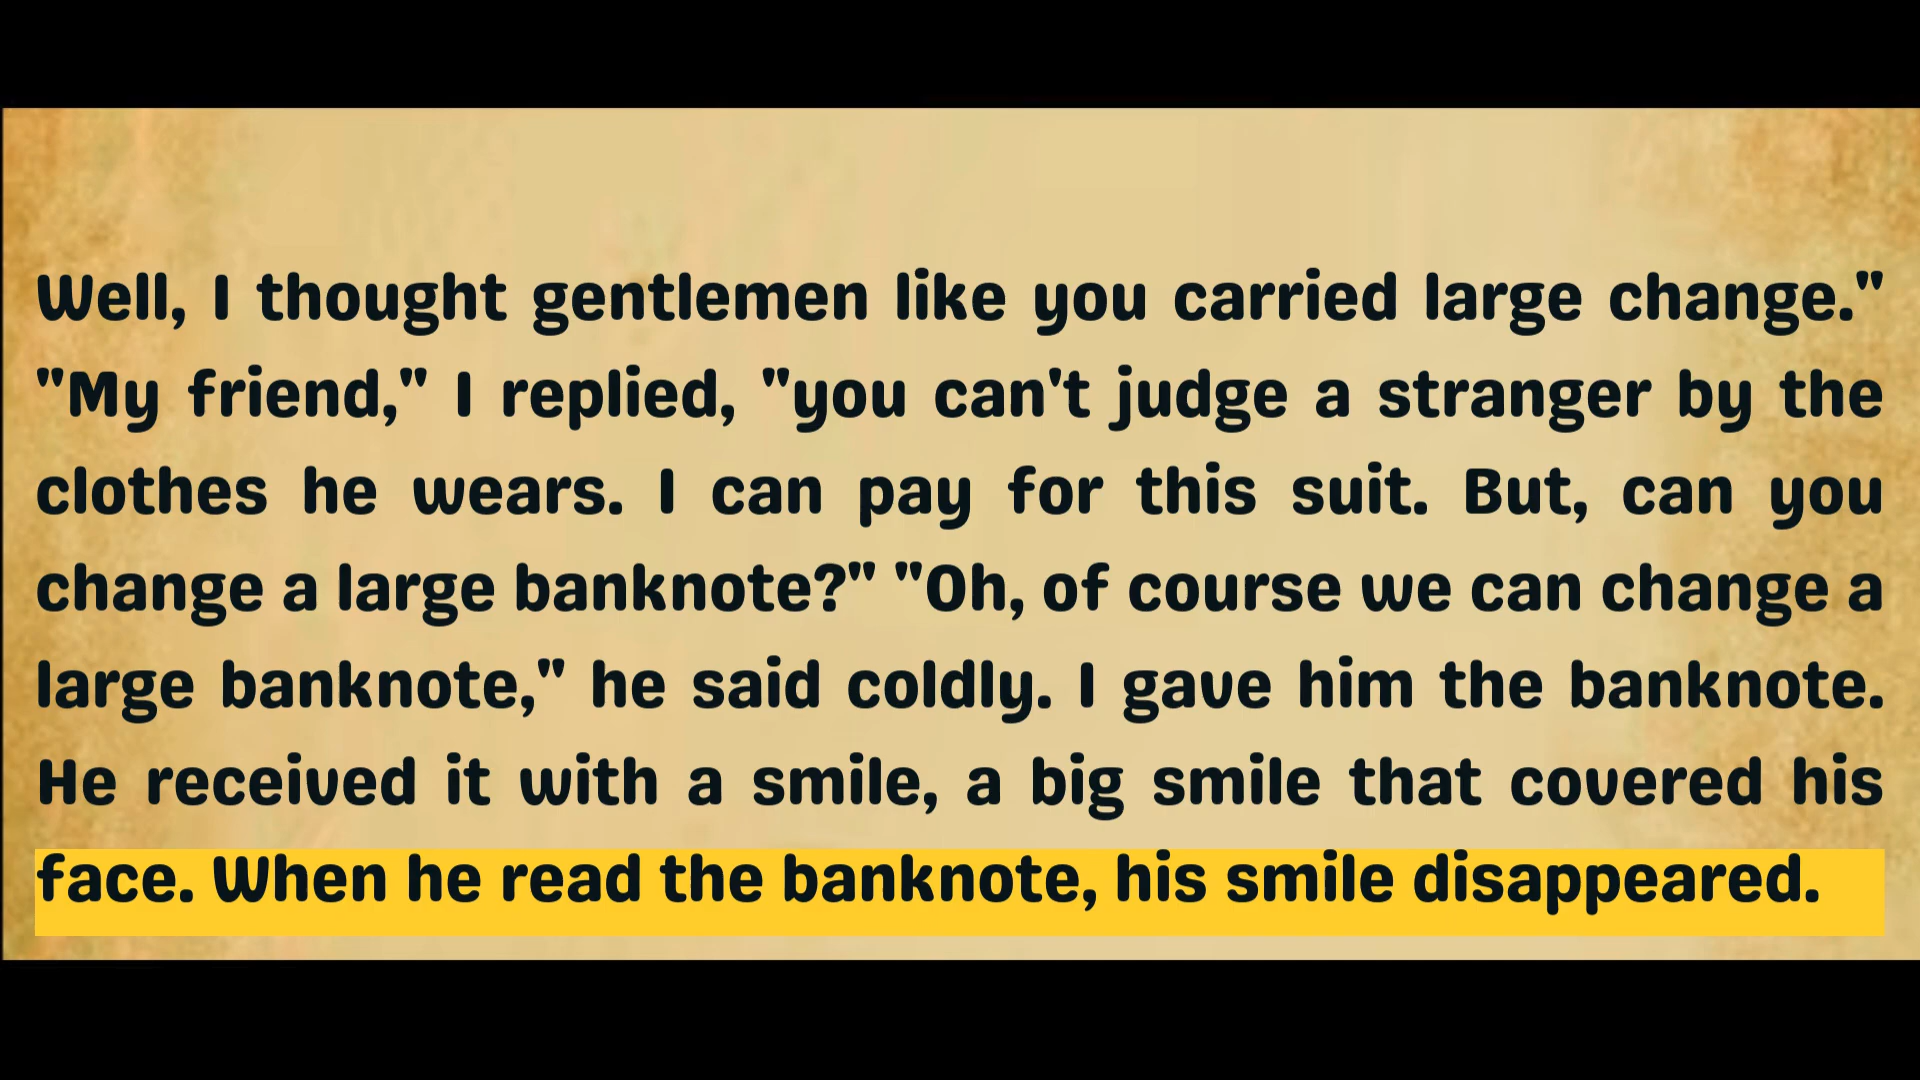 Well, I thought gentlemen like you carried large change."
"My friend," I replied, "you can't judge a stranger by the
clothes he wears. I can pay for this suit. But, can you
change a large banknote?" "Oh, of course we can change a
large banknote," he said coldly. I gave him the banknote.
He received it with a smile, a big smile that covered his
face. When he read the banknote, his smile disappeared.